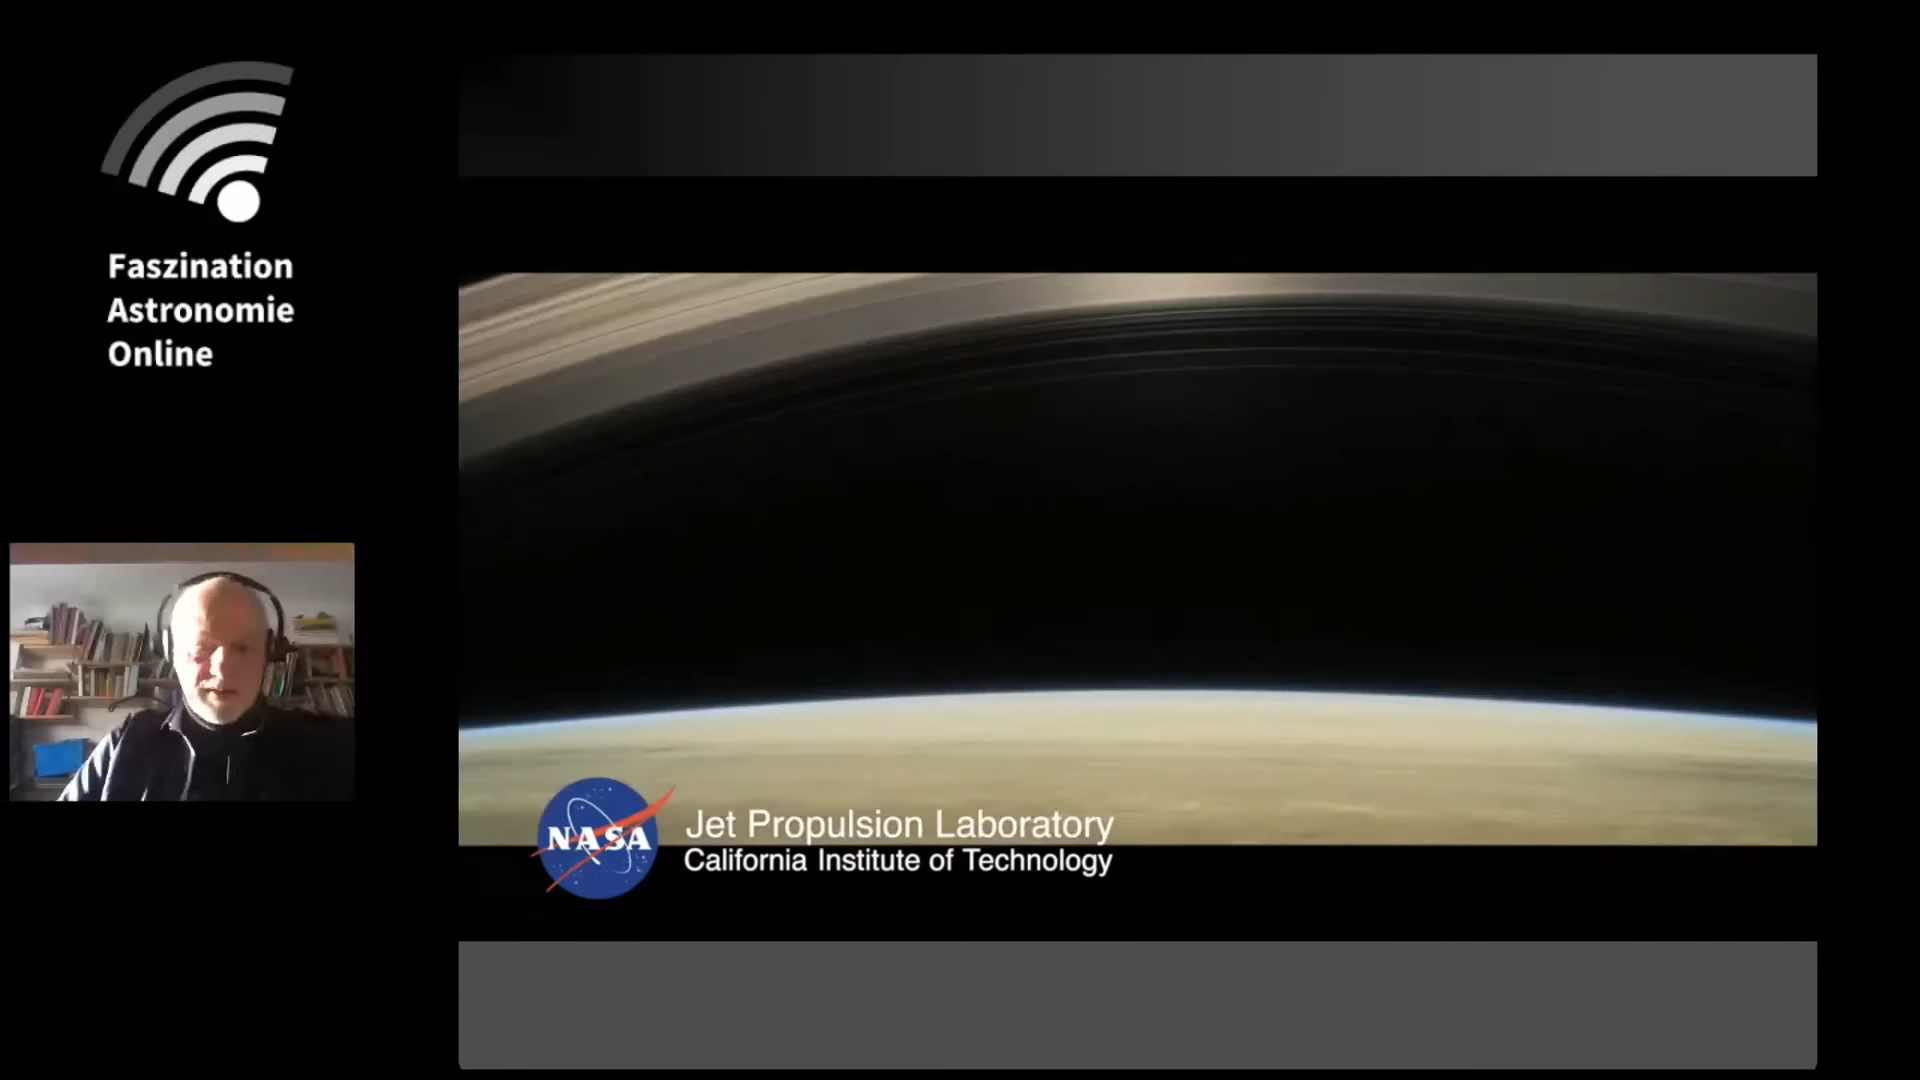 Faszination
Astronomie
Online
NASA
Jet Propulsion Laboratory
California Institute of Technology